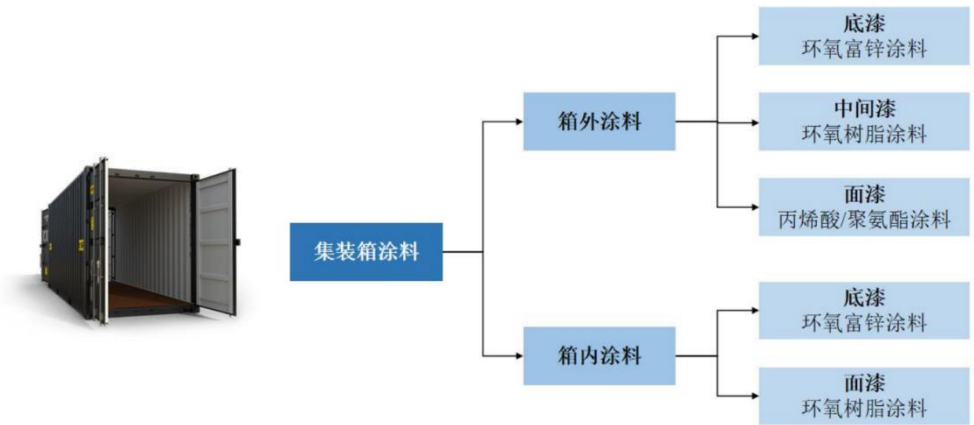 集装箱涂料
箱外涂料
底漆
环氧富锌涂料
中间漆
环氧树脂涂料
面漆
丙烯酸/聚氨酯涂料
箱内涂料
底漆
环氧富锌涂料
面漆
环氧树脂涂料